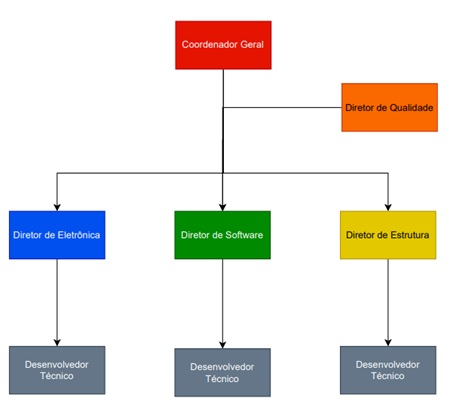 Coordenador Geral
Diretor de Qualidade
Diretor de Eletrônica
Diretor de Software
Diretor de Estrutura
Desenvolvedor
Técnico
Desenvolvedor
Técnico
Desenvolvedor
Técnico